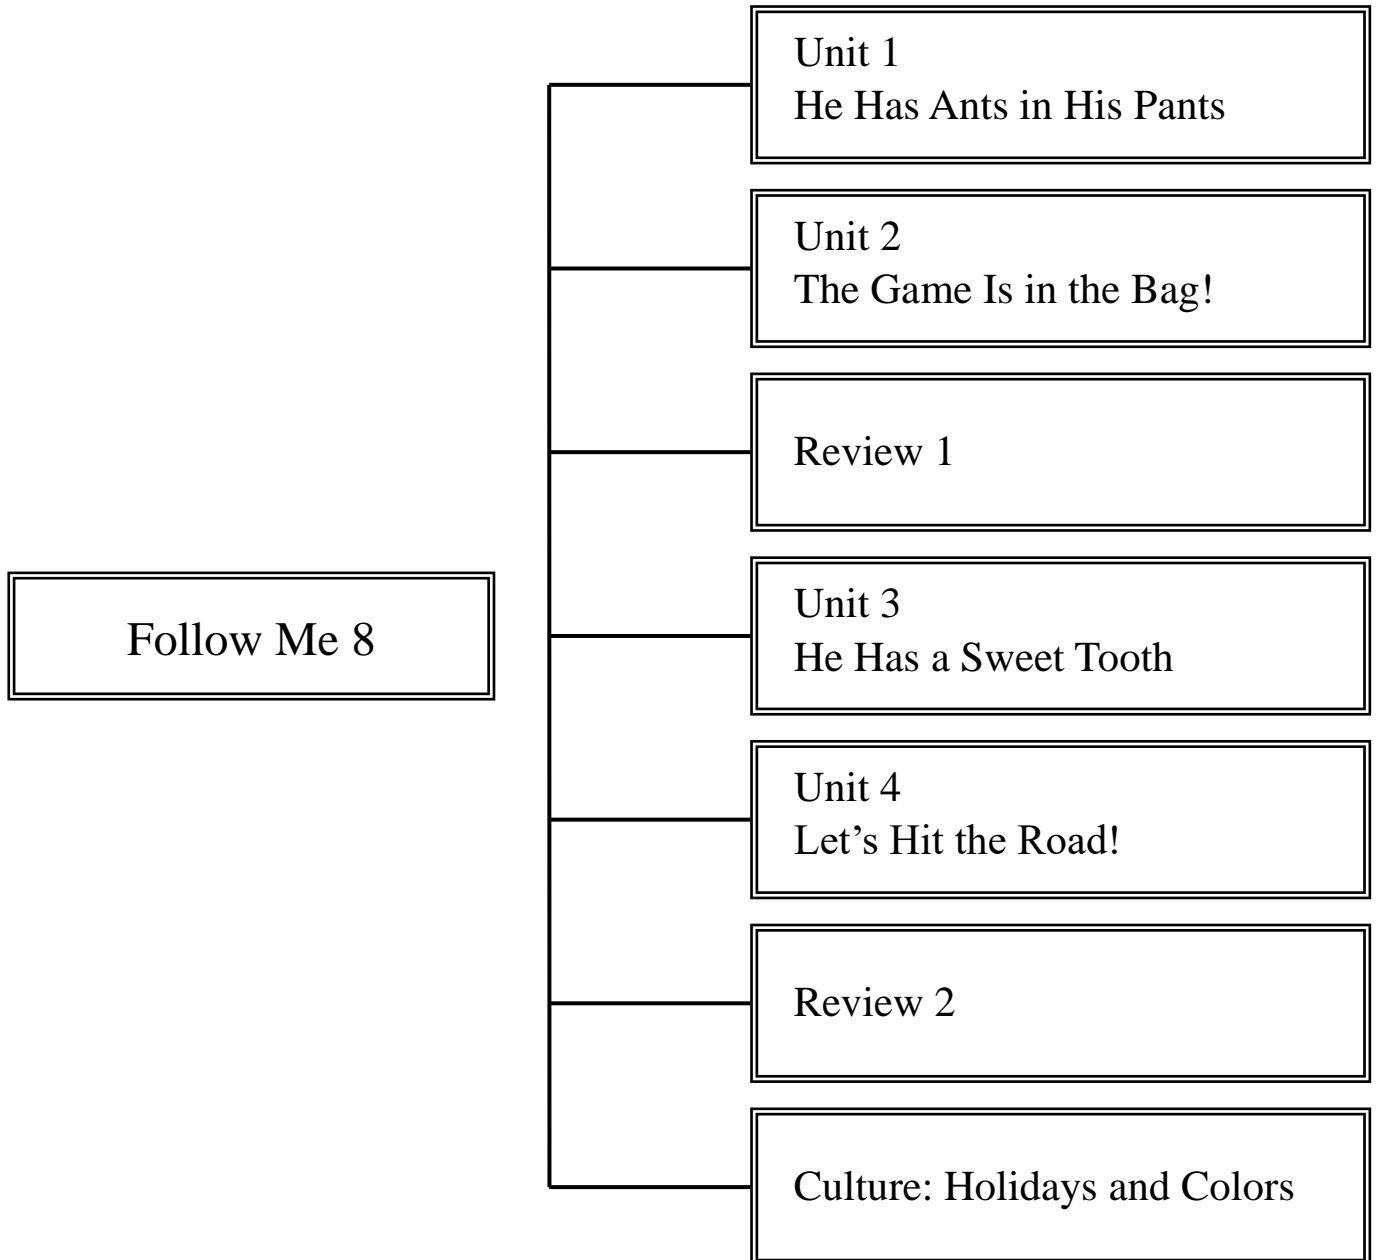 Follow Me 8
Unit 1
He Has Ants in His Pants
Unit 2
The Game Is in the Bag!
Review 1
Unit 3
He Has a Sweet Tooth
Unit 4
Let’s Hit the Road!
Review 2
Culture: Holidays and Colors